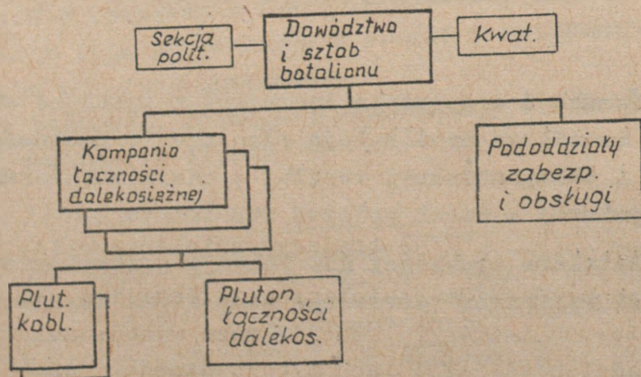 Sekcja
polit.
Dowództwo
i sztab
batalionu
Kwat.
Kompania
łączności
dalekosiężnej
Pododdziały
zabezp.
i obsługi
Plut.
kabl.
Pluton
łączności
dalekos.